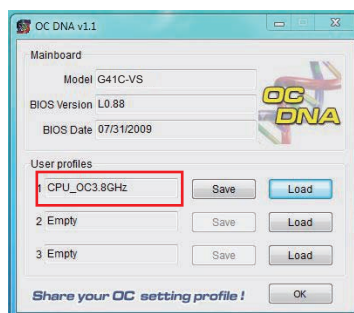 OC DNA v1.1
Mainboard
Model G41C-VS
BIOS Version L0.88
BIOS Date 07/31/2009
OC
DNA
User profiles
1 CPU_OC3.8GHz Save Load
2 Empty Save Load
3 Empty Save Load
Share your OC setting profile! OK